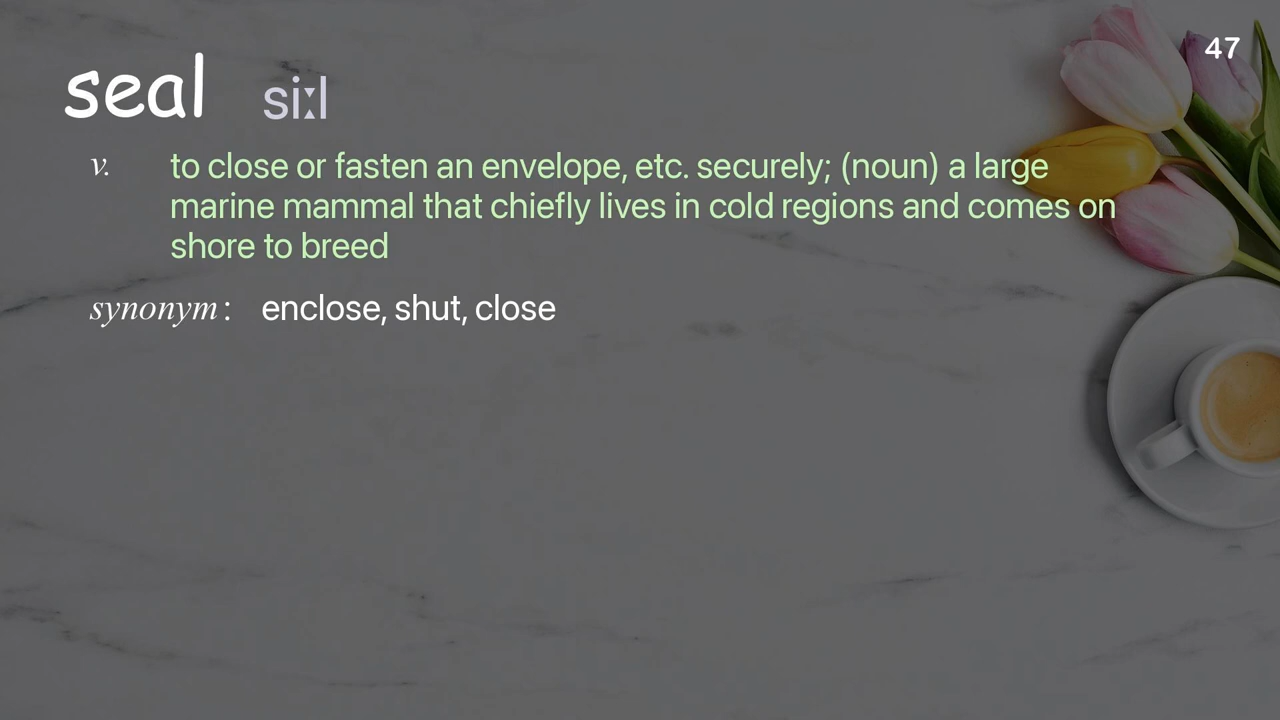 47
seal siːl
v. to close or fasten an envelope, etc. securely; (noun) a large
marine mammal that chiefly lives in cold regions and comes on
shore to breed
synonym: enclose, shut, close